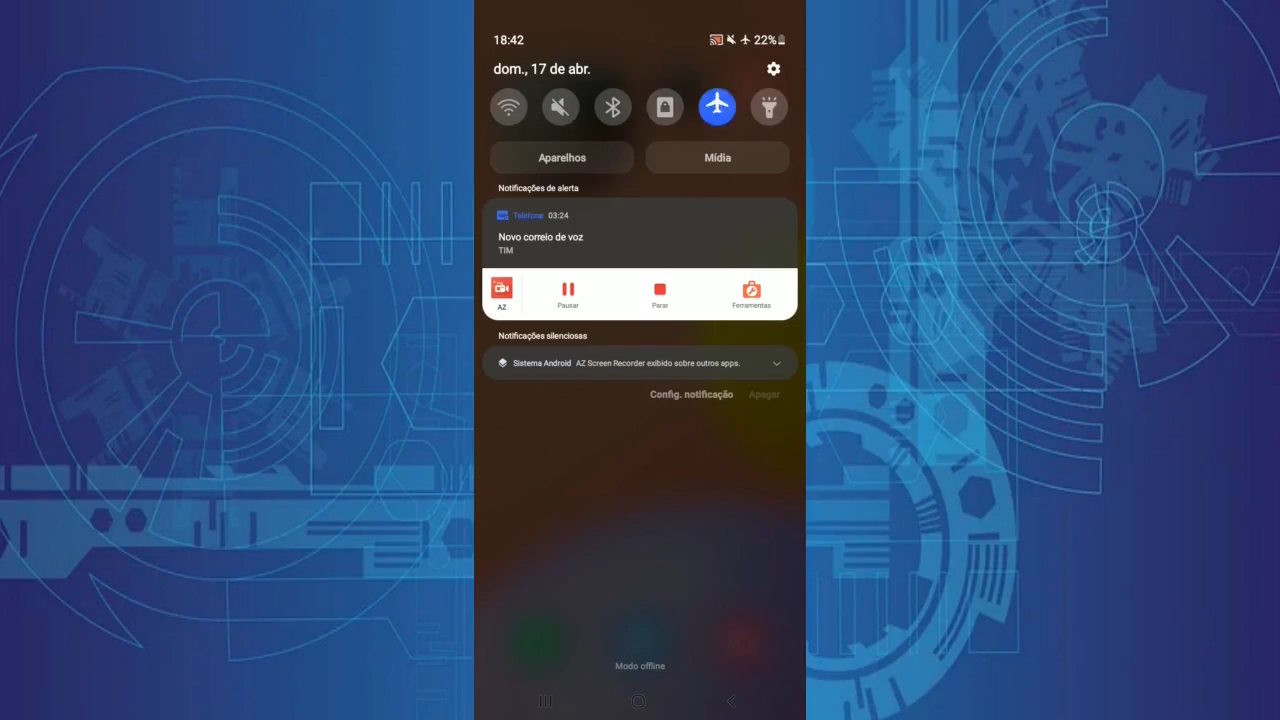 18:42
22%
dom., 17 de abr.
Aparelhos
Mídia
Notificações de alerta
Telefone 03:24
Novo correio de voz
TIM
AZ
Pausar
Parar
Ferramentas
Notificações silenciosas
Sistema Android AZ Screen Recorder exibido sobre outros apps.
Config. notificação
Apagar
Modo offline